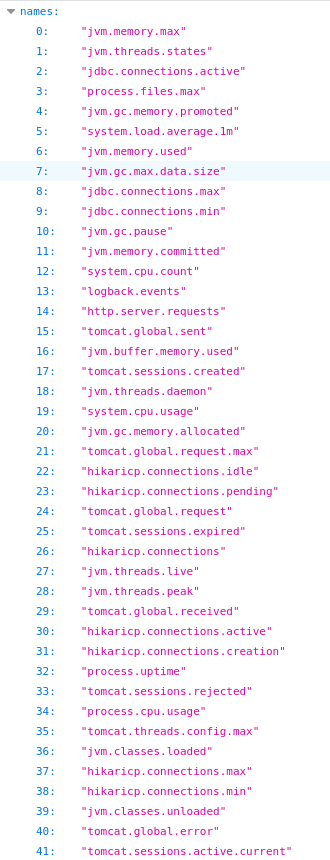 names:
0: "jvm.memory.max"
1: "jvm.threads.states"
2: "jdbc.connections.active"
3: "process.files.max"
4: "jvm.gc.memory.promoted"
5: "system.load.average.1m"
6: "jvm.memory.used"
7: "jvm.gc.max.data.size"
8: "jdbc.connections.max"
9: "jdbc.connections.min"
10: "jvm.gc.pause"
11: "jvm.memory.committed"
12: "system.cpu.count"
13: "logback.events"
14: "http.server.requests"
15: "tomcat.global.sent"
16: "jvm.buffer.memory.used"
17: "tomcat.sessions.created"
18: "jvm.threads.daemon"
19: "system.cpu.usage"
20: "jvm.gc.memory.allocated"
21: "tomcat.global.request.max"
22: "hikaricp.connections.idle"
23: "hikaricp.connections.pending"
24: "tomcat.global.request"
25: "tomcat.sessions.expired"
26: "hikaricp.connections"
27: "jvm.threads.live"
28: "jvm.threads.peak"
29: "tomcat.global.received"
30: "hikaricp.connections.active"
31: "hikaricp.connections.creation"
32: "process.uptime"
33: "tomcat.sessions.rejected"
34: "process.cpu.usage"
35: "tomcat.threads.config.max"
36: "jvm.classes.loaded"
37: "hikaricp.connections.max"
38: "hikaricp.connections.min"
39: "jvm.classes.unloaded"
40: "tomcat.global.error"
41: "tomcat.sessions.active.current"